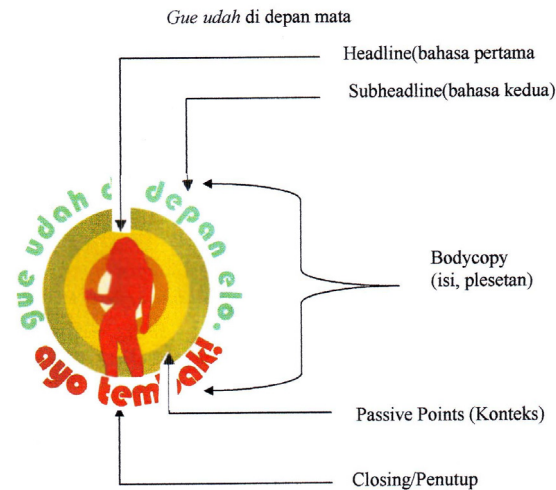 Gue udah di depan mata
Headline(bahasa pertama
Subheadline(bahasa kedua)
gue udah di depan elo.
ayo tembak!
Bodycopy
(isi, plesetan)
Passive Points (Konteks)
Closing/Penutup